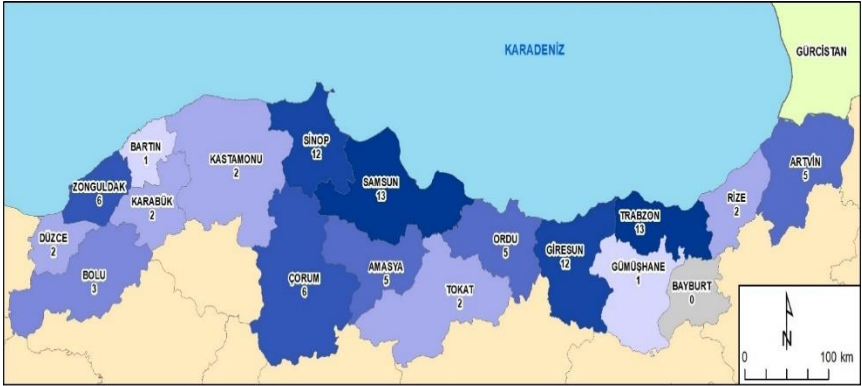 KARADENİZ
GÜRCİSTAN
BARTIN
1
ZONGULDAK
6
KARABÜK
2
DÜZCE
2
BOLU
3
KASTAMONU
2
SİNOP
12
SAMSUN
13
ÇORUM
6
AMASYA
5
TOKAT
2
ORDU
5
GİRESUN
12
TRABZON
13
GÜMÜŞHANE
1
BAYBURT
0
RİZE
2
ARTVİN
5
N
0
100 km